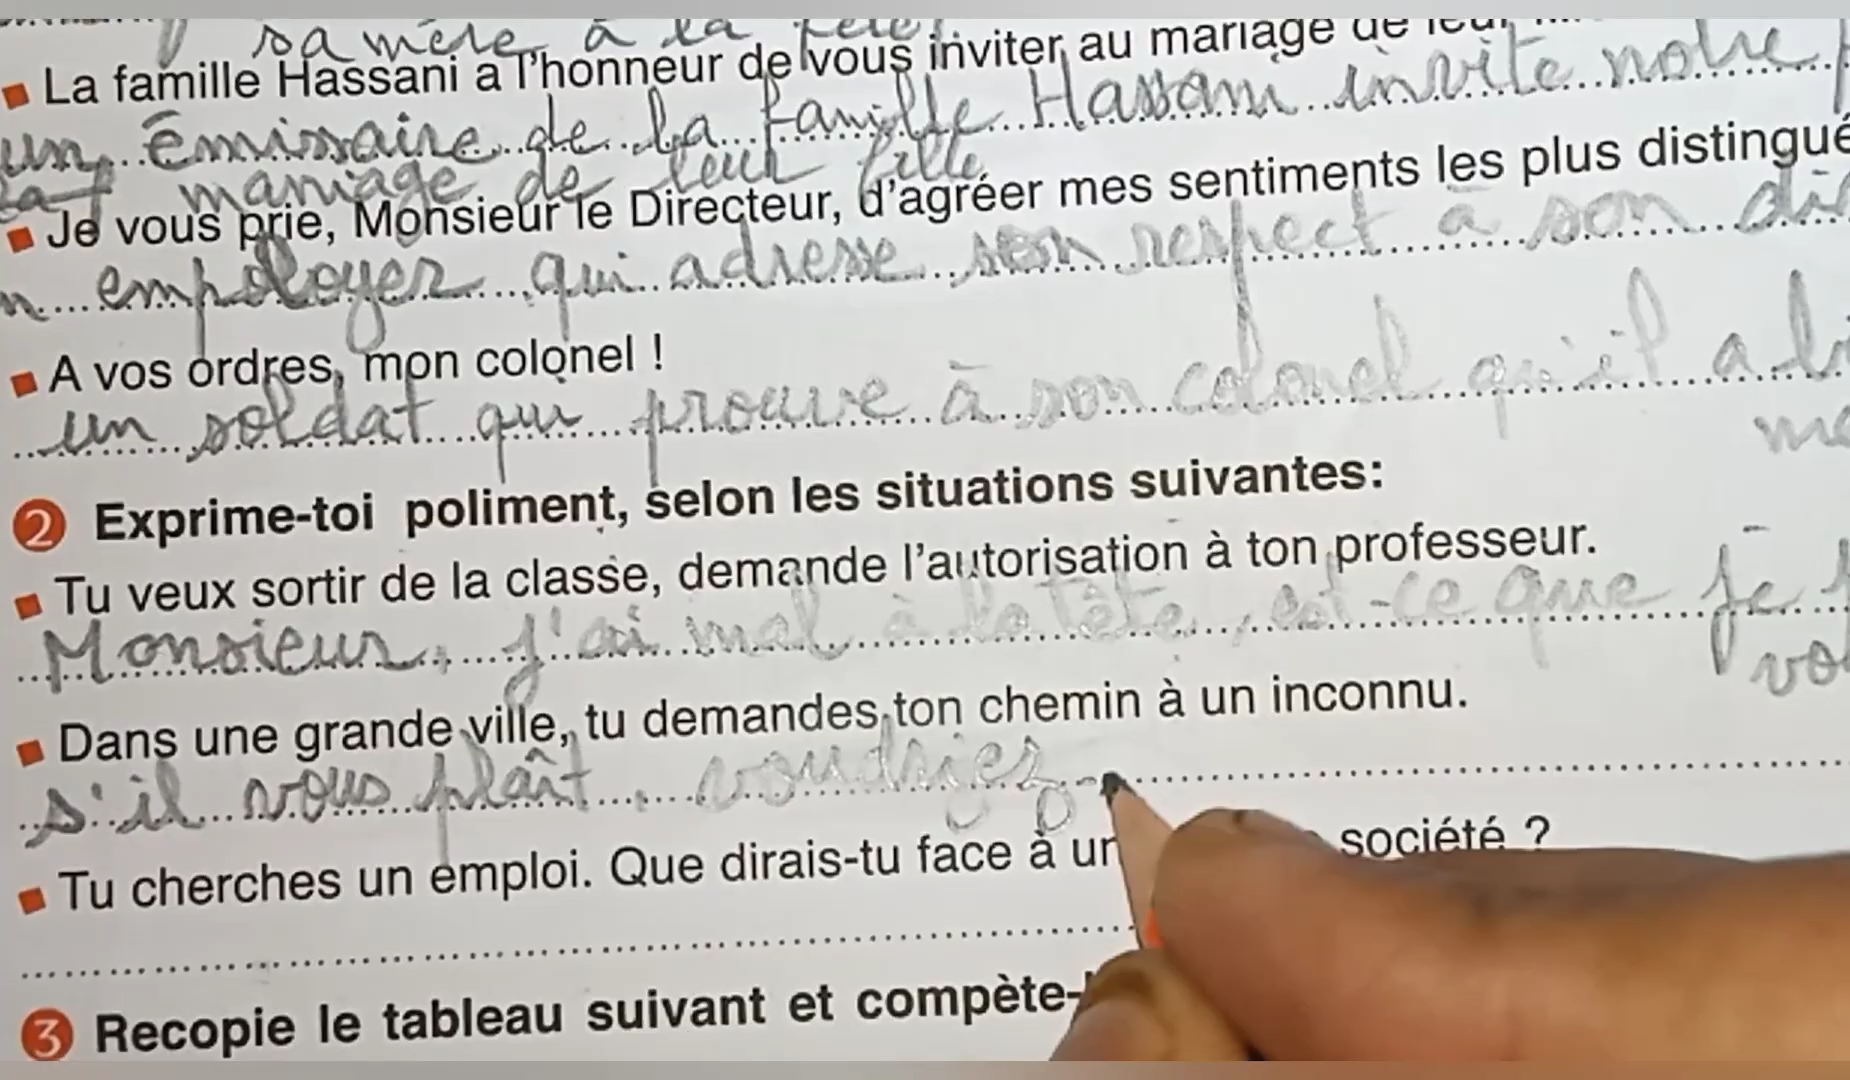 sa mère à la fête
La famille Hassani a l'honneur de vous inviter au mariage de leur
un émissaire de la famille Hassani invite notre
mariage de leur fille
Je vous prie, Monsieur le Directeur, d'agréer mes sentiments les plus distingué
employer qui adresse son respect à son di
A vos ordres, mon colonel !
un soldat qui prouve à son colonel qu'il a b
2 Exprime-toi poliment, selon les situations suivantes:
Tu veux sortir de la classe, demande l'autorisation à ton professeur.
Monsieur, j'ai mal à la tête, est-ce que je
Dans une grande ville, tu demandes ton chemin à un inconnu.
s'il vous plaît, voudriez-
Tu cherches un emploi. Que dirais-tu face à un société ?
3 Recopie le tableau suivant et compète-